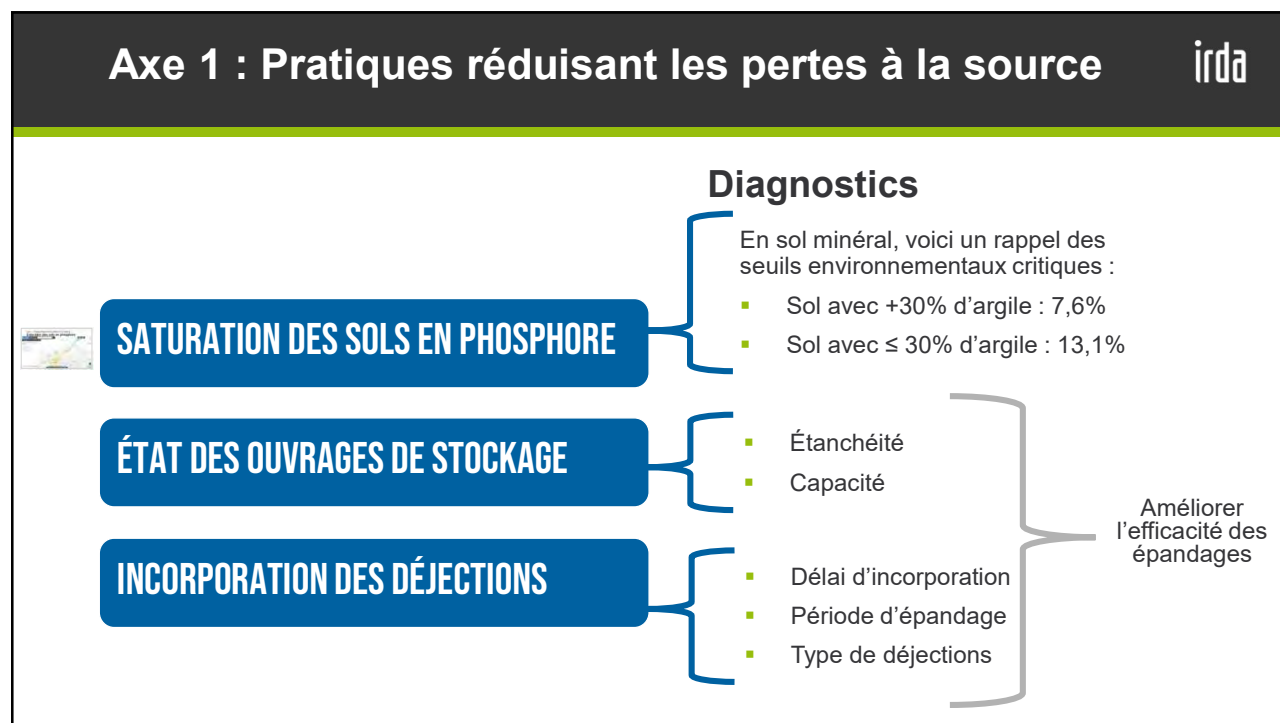 Axe 1 : Pratiques réduisant les pertes à la source
irda
Diagnostics
SATURATION DES SOLS EN PHOSPHORE
En sol minéral, voici un rappel des
seuils environnementaux critiques :
▪ Sol avec +30% d’argile : 7,6%
▪ Sol avec ≤ 30% d’argile : 13,1%
ÉTAT DES OUVRAGES DE STOCKAGE
▪ Étanchéité
▪ Capacité
INCORPORATION DES DÉJECTIONS
▪ Délai d’incorporation
▪ Période d’épandage
▪ Type de déjections
Améliorer
l’efficacité des
épandages